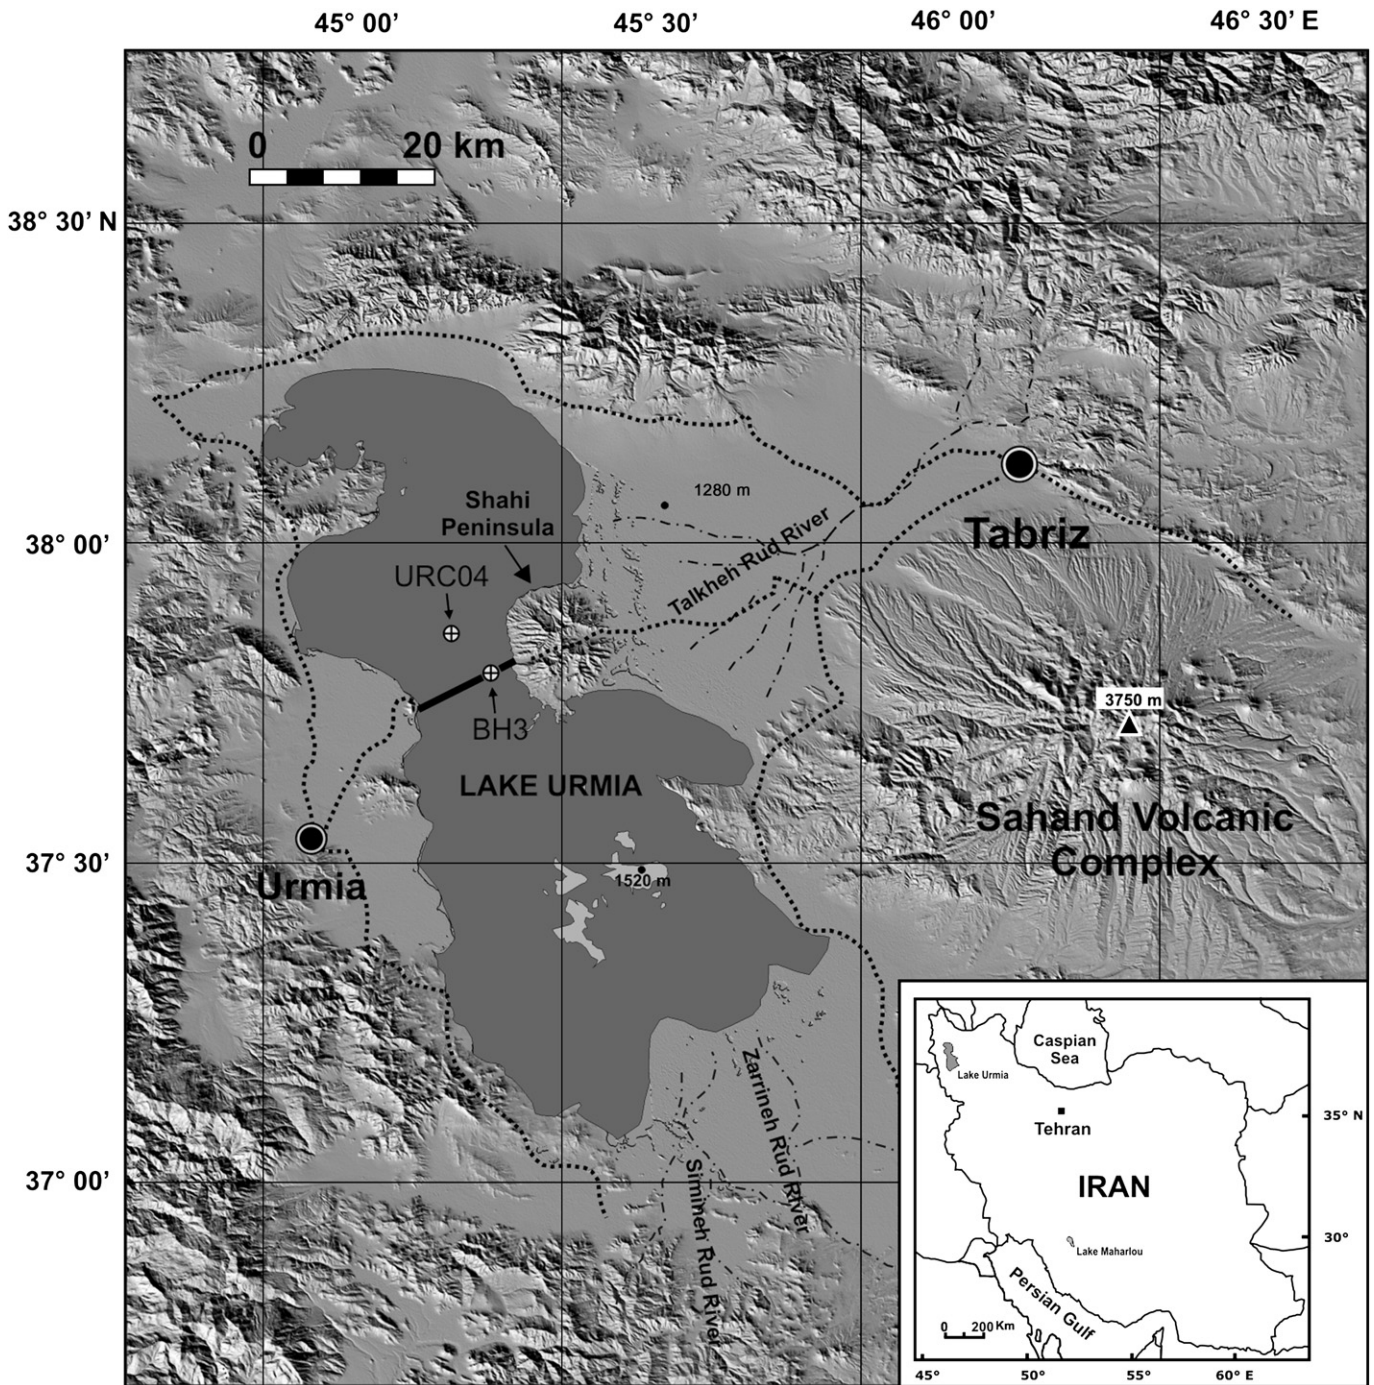 45° 00’
45° 30’
46° 00’
46° 30’ E
0
20 km
38° 30’ N
1280 m
Shahi
Peninsula
Talkheh Rud River
Tabriz
38° 00’
URC04
3750 m
BH3
LAKE URMIA
Sahand Volcanic
Complex
37° 30’
1520 m
Urmia
Caspian
Sea
Lake Urmia
35° N
Tehran
Zarrineh Rud River
37° 00’
Simineh Rud River
IRAN
30°
Lake Maharlou
Persian Gulf
0
200 Km
45°
50°
55°
60° E